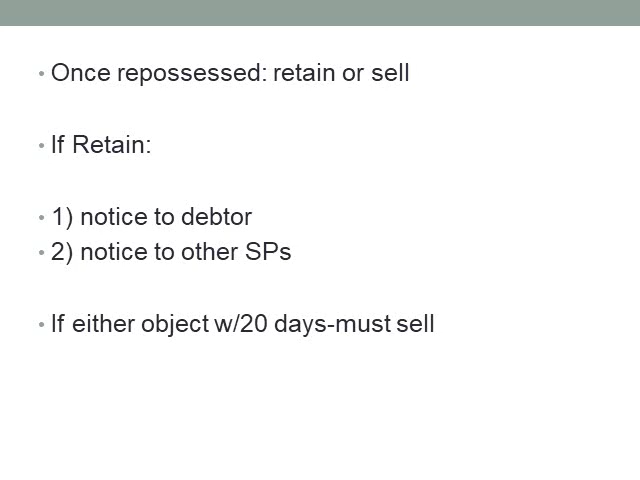 • Once repossessed: retain or sell
• If Retain:
• 1) notice to debtor
• 2) notice to other SPs
• If either object w/20 days-must sell